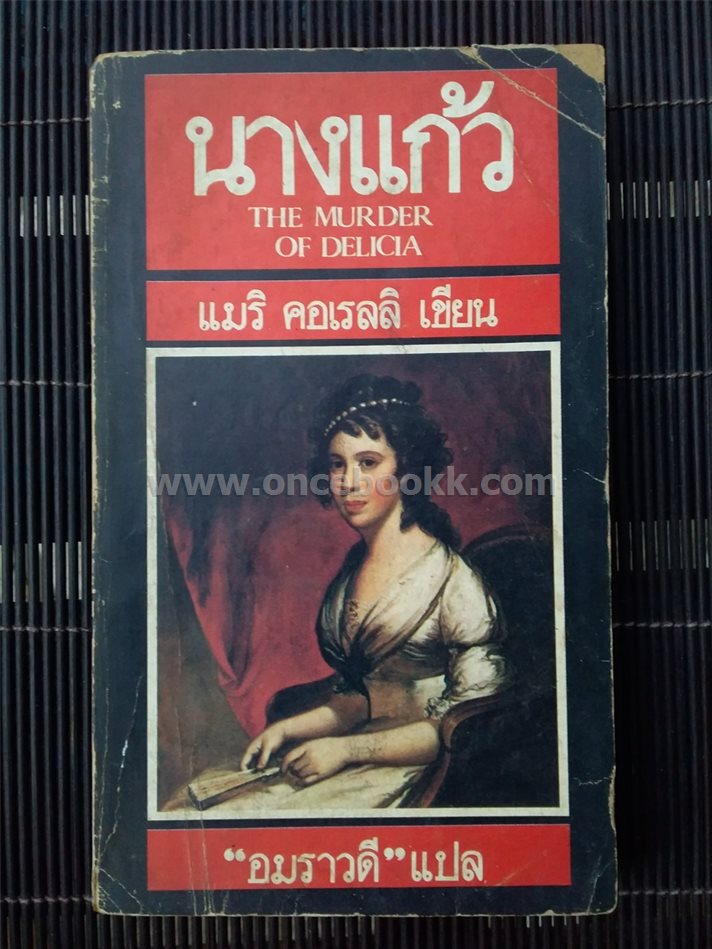 นางแก้ว
THE MURDER
OF DELICIA
แมริ คอเรลลิ เขียน
www.oncebookk.com
“อมราวดี” แปล